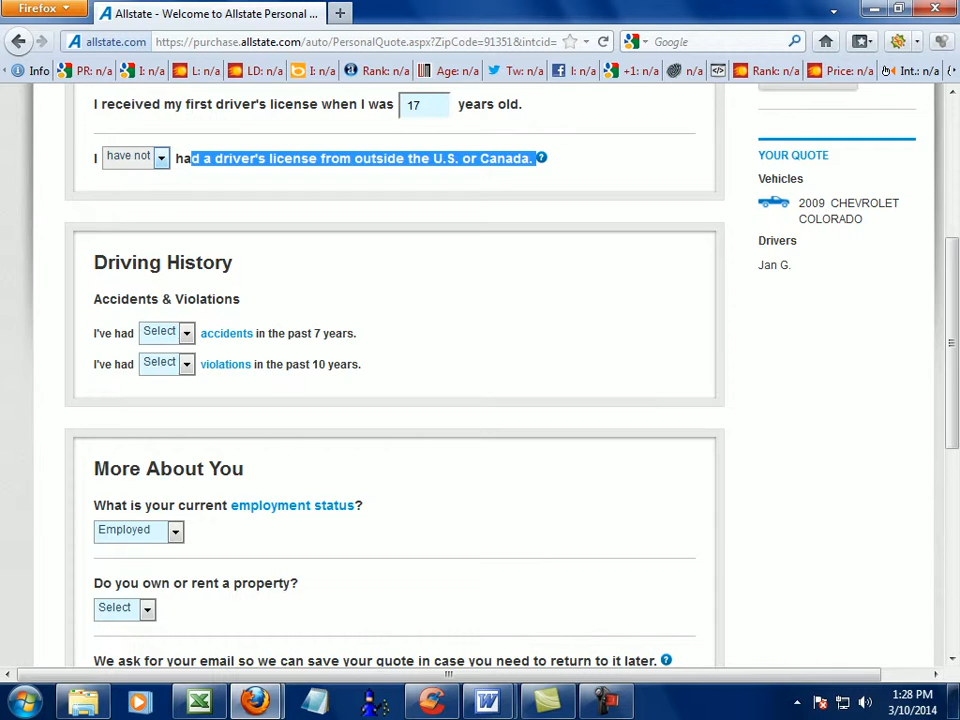 Firefox
Allstate - Welcome to Allstate Personal ...
allstate.com
https://purchase.allstate.com/auto/PersonalQuote.aspx?ZipCode=91351&intcid=
Google
Info PR: n/a I: n/a L: n/a LD: n/a I: n/a Rank: n/a Age: n/a Tw: n/a I: n/a +1: n/a n/a Rank: n/a Price: n/a Int.: n/a
I received my first driver's license when I was 17 years old.
I have not had a driver's license from outside the U.S. or Canada. ?
YOUR QUOTE
Vehicles
2009 CHEVROLET
COLORADO
Drivers
Jan G.
Driving History
Accidents & Violations
I've had Select accidents in the past 7 years.
I've had Select violations in the past 10 years.
More About You
What is your current employment status?
Employed
Do you own or rent a property?
Select
We ask for your email so we can save your quote in case you need to return to it later. ?
1:28 PM
3/10/2014